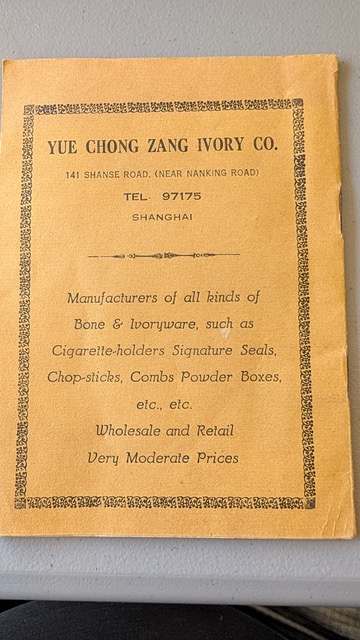 YUE CHONG ZANG IVORY CO.
141 SHANSE ROAD, (NEAR NANKING ROAD)
TEL. 97175
SHANGHAI
Manufacturers of all kinds of
Bone & Ivoryware, such as
Cigarette-holders Signature Seals,
Chop-sticks, Combs Powder Boxes,
etc., etc.
Wholesale and Retail
Very Moderate Prices